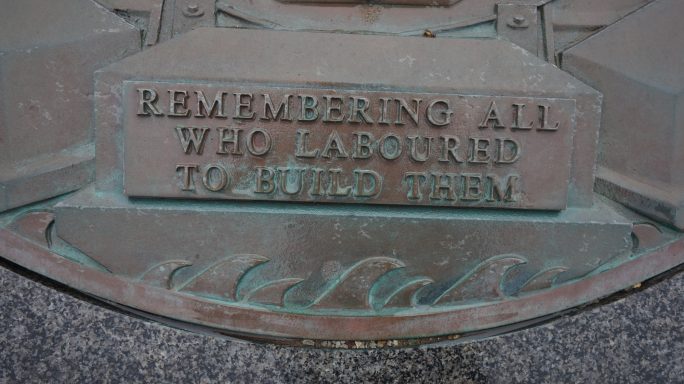 REMEMBERING ALL
WHO LABOURED
TO BUILD THEM